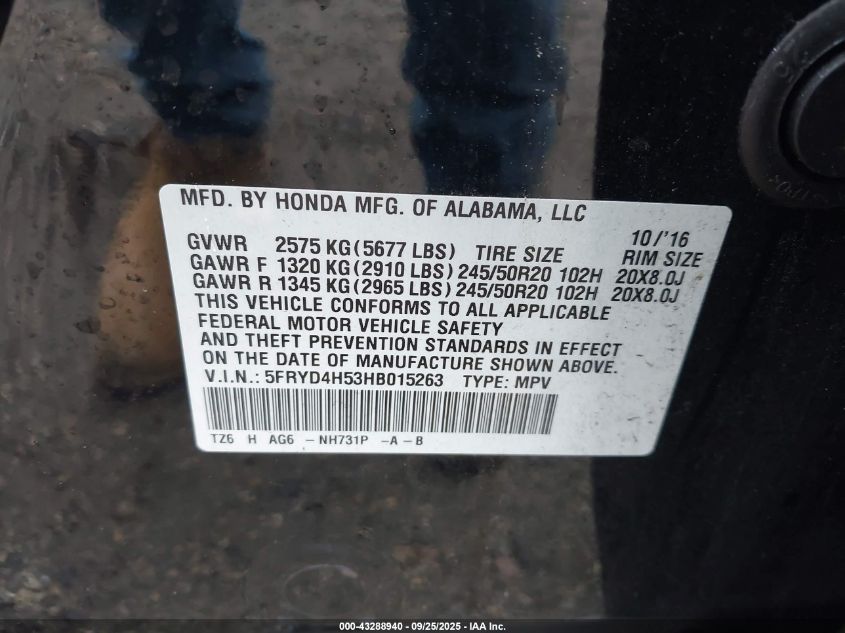 MFD. BY HONDA MFG. OF ALABAMA, LLC
10/'16
GVWR 2575 KG(5677 LBS) TIRE SIZE RIM SIZE
GAWR F 1320 KG(2910 LBS) 245/50R20 102H 20X8.0J
GAWR R 1345 KG(2965 LBS) 245/50R20 102H 20X8.0J
THIS VEHICLE CONFORMS TO ALL APPLICABLE
FEDERAL MOTOR VEHICLE SAFETY
AND THEFT PREVENTION STANDARDS IN EFFECT
ON THE DATE OF MANUFACTURE SHOWN ABOVE.
V.I.N.: 5FRYD4H53HB015263 TYPE: MPV
TZ6 H AG6 -NH731P -A-B
000-43288940 - 09/25/2025 - IAA Inc.